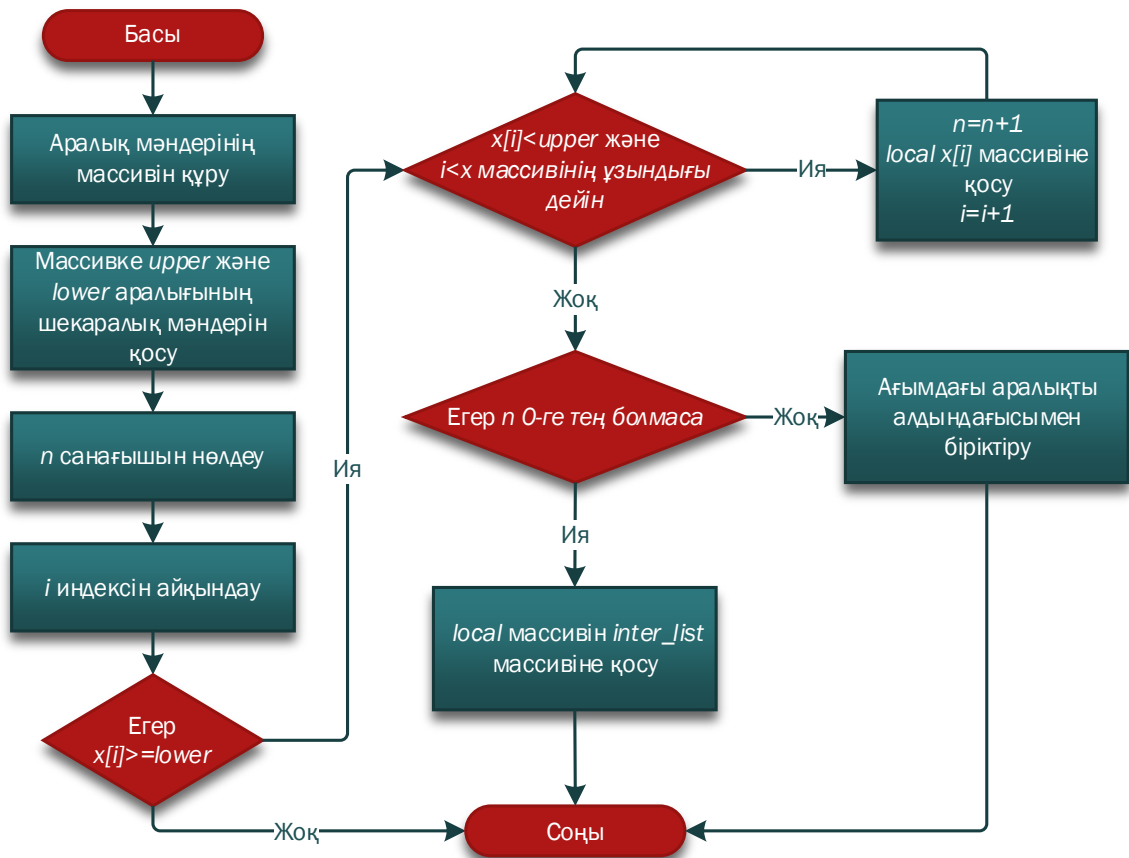 Басы
Аралық мәндерінің
массивін құру
Массивке upper және
lower аралығының
шекаралық мәндерін
қосу
n санағышын нөлдеу
i индексін айқындау
Егер
x[i]>=lower
Ия
Жоқ
x[i]<upper және
i<x массивінің ұзындығы
дейін
Ия
n=n+1
local x[i] массивіне
қосу
i=i+1
Жоқ
Егер n 0-ге тең болмаса
Жоқ
Ағымдағы аралықты
алдындағысымен
біріктіру
Ия
local массивін inter_list
массивіне қосу
Соңы